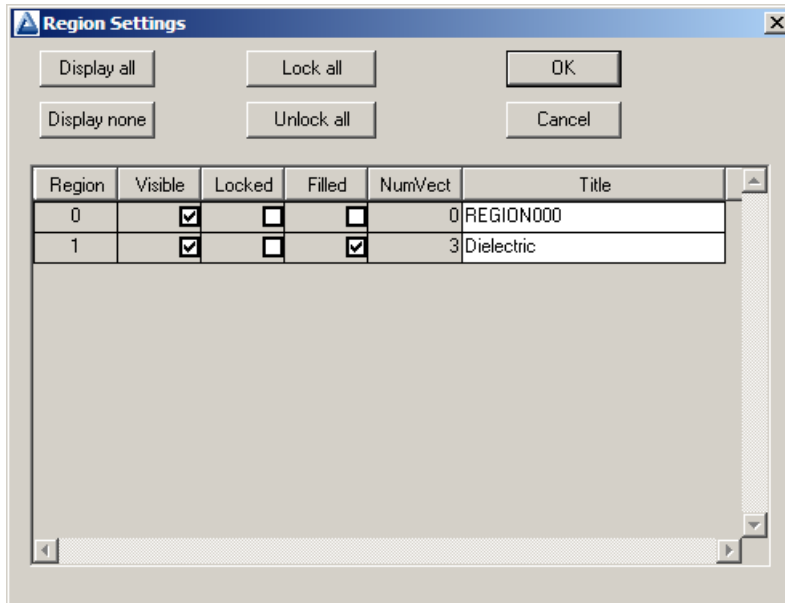 Region Settings
Display all Lock all OK
Display none Unlock all Cancel
Region Visible Locked Filled NumVect Title
0 0 REGION000
1 3 Dielectric